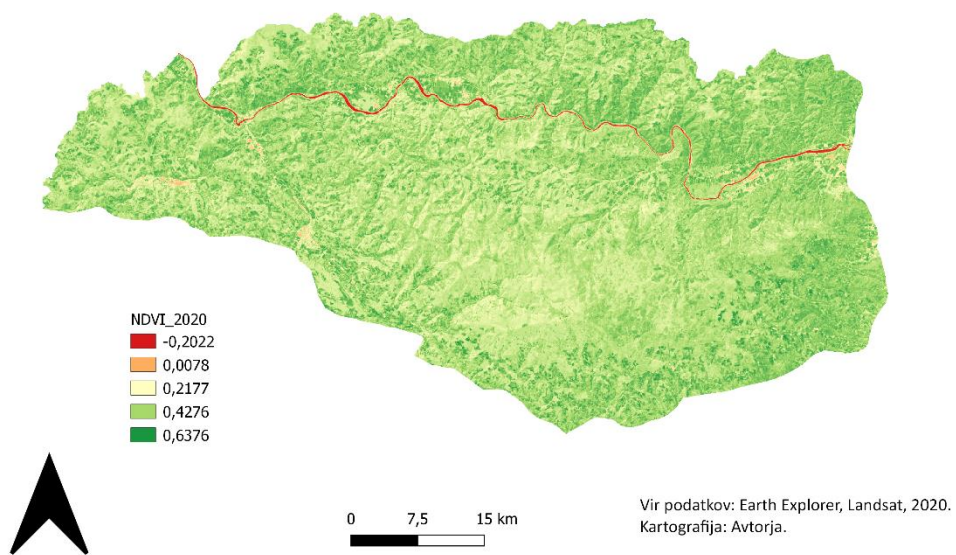 NDVI_2020
-0,2022
0,0078
0,2177
0,4276
0,6376
0 7,5 15 km
Vir podatkov: Earth Explorer, Landsat, 2020.
Kartografija: Avtorja.